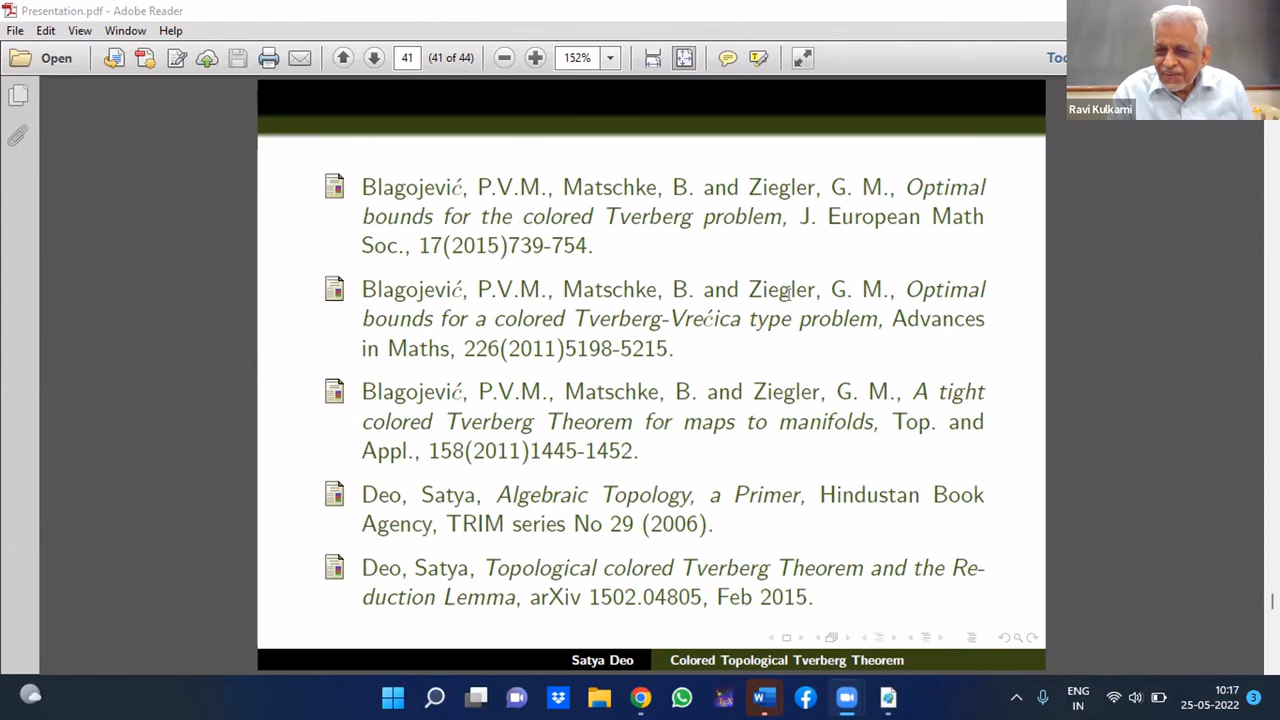 Presentation.pdf - Adobe Reader
File Edit View Window Help
Open 41 (41 of 44) 152%
Ravi Kulkarni
Blagojević, P.V.M., Matschke, B. and Ziegler, G. M., Optimal
bounds for the colored Tverberg problem, J. European Math
Soc., 17(2015)739-754.
Blagojević, P.V.M., Matschke, B. and Ziegler, G. M., Optimal
bounds for a colored Tverberg-Vrećica type problem, Advances
in Maths, 226(2011)5198-5215.
Blagojević, P.V.M., Matschke, B. and Ziegler, G. M., A tight
colored Tverberg Theorem for maps to manifolds, Top. and
Appl., 158(2011)1445-1452.
Deo, Satya, Algebraic Topology, a Primer, Hindustan Book
Agency, TRIM series No 29 (2006).
Deo, Satya, Topological colored Tverberg Theorem and the Re-
duction Lemma, arXiv 1502.04805, Feb 2015.
Satya Deo Colored Topological Tverberg Theorem
ENG 10:17
IN 25-05-2022 3